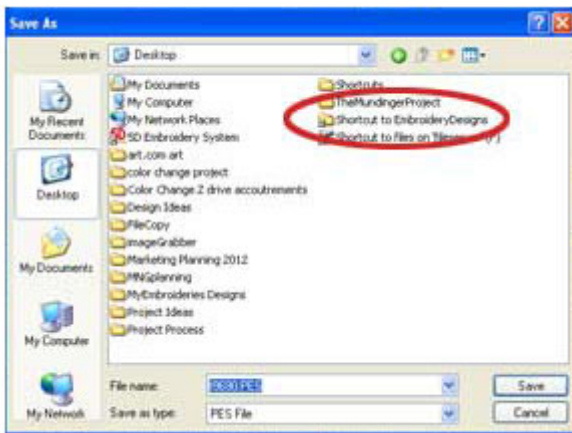 Save As
Save in: Desktop
My Recent
Documents
Desktop
My Documents
My Computer
My Network
My Documents
My Computer
My Network Places
SD Embroidery System
art.com art
color change project
Color Change Z drive accoutrements
Design Ideas
FileCopy
imageGrabber
Marketing Planning 2012
MNGplanning
MyEmbroideries Designs
Project Ideas
Project Process
Shortcuts
TheMundingerProject
Shortcut to EmbroideryDesigns
Shortcut to files on
File name:
Save as type: PES File
Save
Cancel